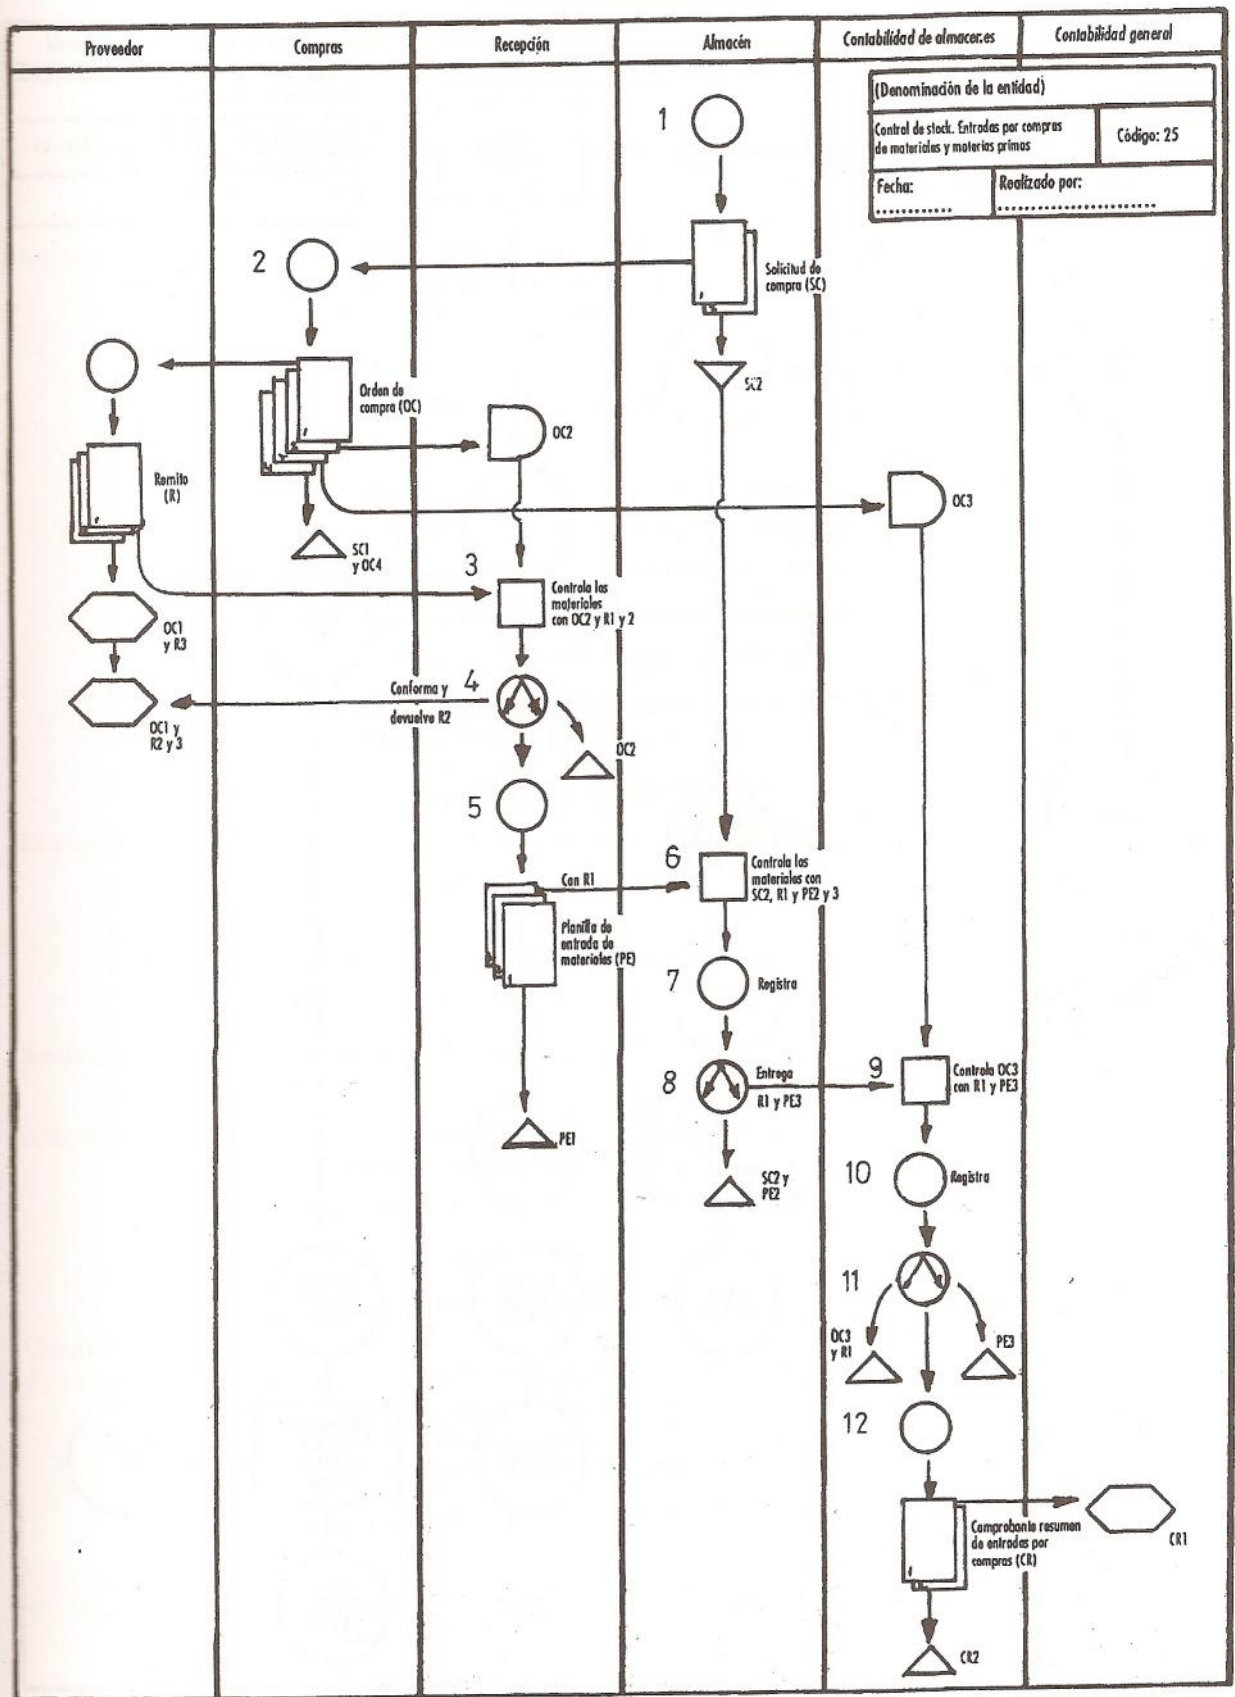 Proveedor
Compras
Recepción
Almacén
Contabilidad de almacenes
Contabilidad general
(Denominación de la entidad)
Control de stock. Entradas por compras
de materiales y materias primas
Código: 25
Fecha:
............
Realizado por:
.......................
1
Solicitud de
compra (SC)
2
SC2
Orden de
compra (OC)
OC2
OC3
Remito
(R)
SC1
y OC4
3
Controla los
materiales
con OC2 y R1 y 2
OC1
y R3
4
Conforma y
devuelve R2
OC1 y
R2 y 3
OC2
5
6
Controla los
materiales con
SC2, R1 y PE2 y 3
Con R1
Planilla de
entrada de
materiales (PE)
7
Registra
8
Entrega
R1 y PE3
9
Controla OC3
con R1 y PE3
PE1
SC2 y
PE2
10
Registra
11
OC3
y R1
PE3
12
Comprobante resumen
de entradas por
compras (CR)
CR1
CR2